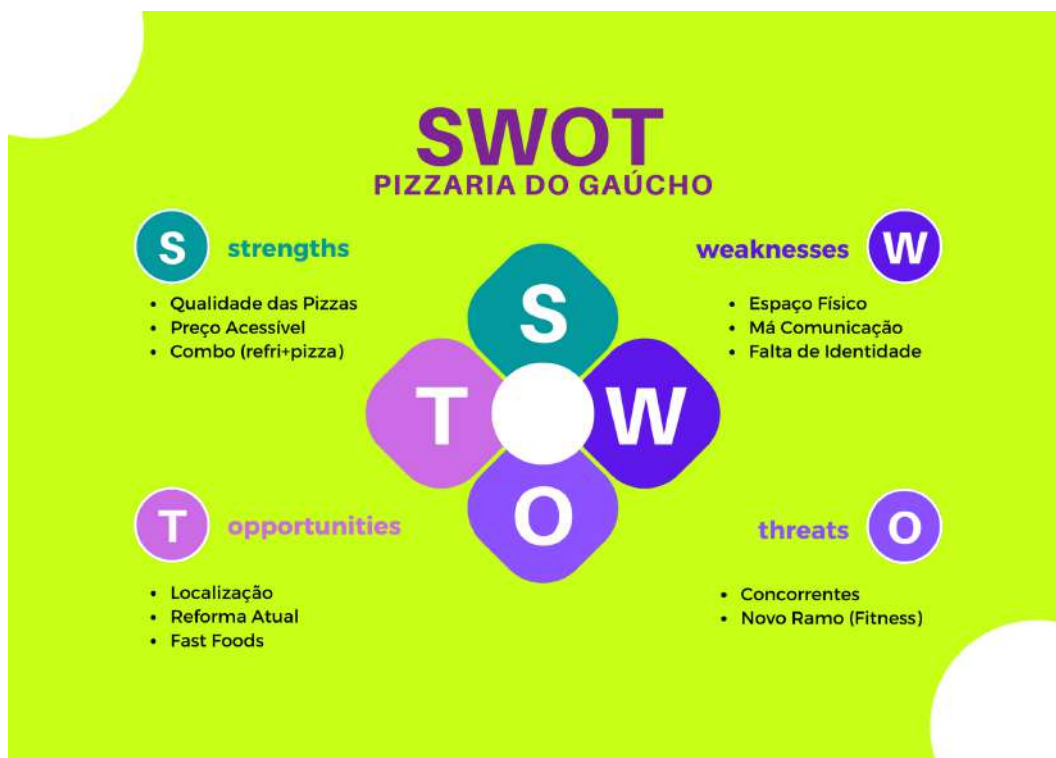 SWOT
PIZZARIA DO GAÚCHO
S strengths
• Qualidade das Pizzas
• Preço Acessível
• Combo (refri+pizza)
weaknesses W
• Espaço Físico
• Má Comunicação
• Falta de Identidade
S
T
W
O
T opportunities
• Localização
• Reforma Atual
• Fast Foods
threats O
• Concorrentes
• Novo Ramo (Fitness)